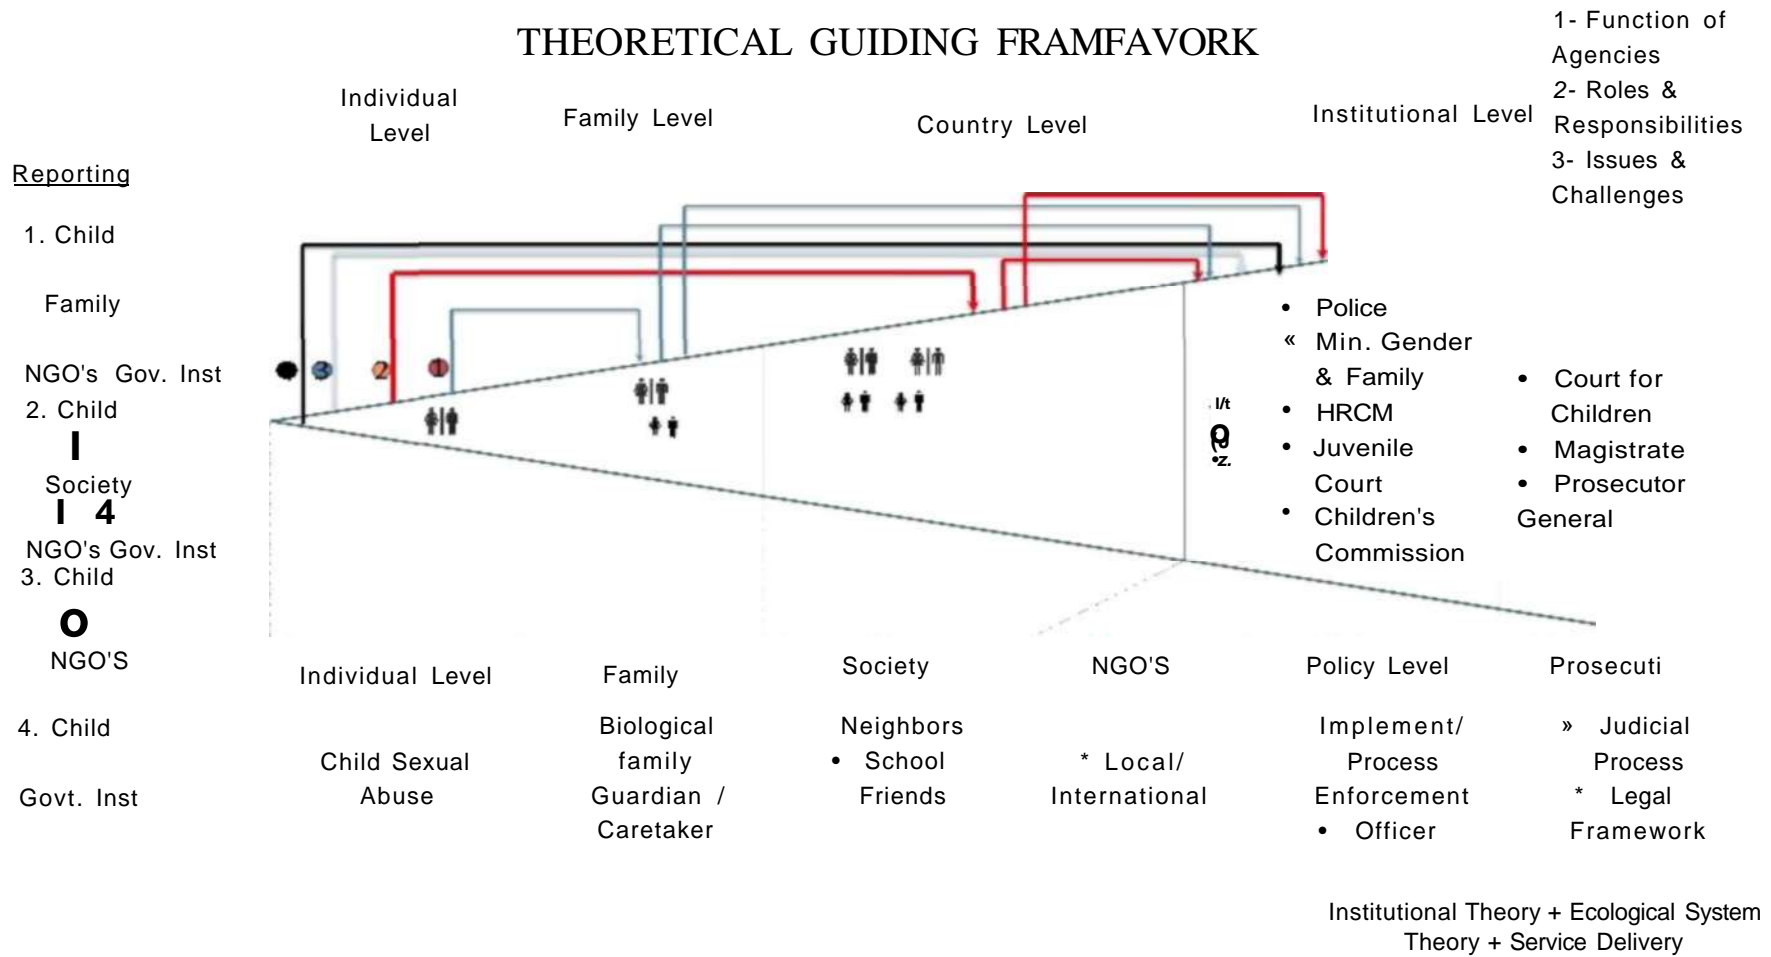 THEORETICAL GUIDING FRAMFAVORK
1- Function of
Agencies
2- Roles &
Responsibilities
3- Issues &
Challenges
Individual
Level
Family Level
Country Level
Institutional Level
Reporting
1. Child
Family
NGO's Gov. Inst
2. Child
I
Society
I 4
NGO's Gov. Inst
3. Child
O
NGO'S
4. Child
Govt. Inst
3
2
1
l/t
•z.
• Police
« Min. Gender
& Family
• HRCM
• Juvenile
Court
• Children's
Commission
• Court for
Children
• Magistrate
• Prosecutor
General
Individual Level
Child Sexual
Abuse
Family
Biological
family
Guardian /
Caretaker
Society
Neighbors
• School
Friends
NGO'S
* Local/
International
Policy Level
Implement/
Process
Enforcement
• Officer
Prosecuti
» Judicial
Process
* Legal
Framework
Institutional Theory + Ecological System
Theory + Service Delivery